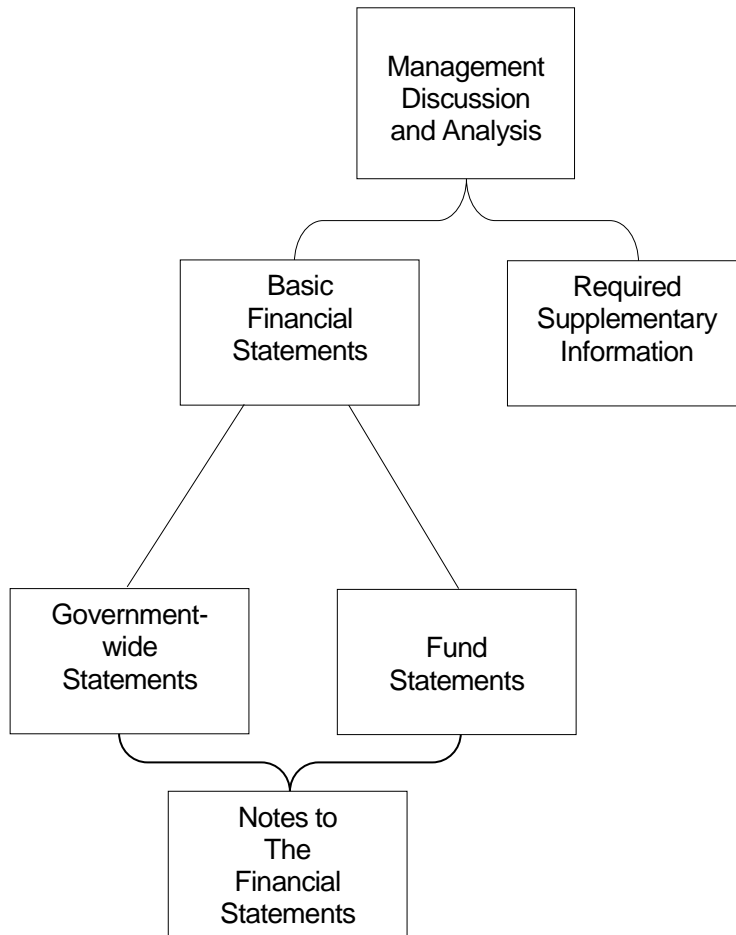 Management
Discussion
and Analysis
Basic
Financial
Statements
Required
Supplementary
Information
Government-
wide
Statements
Fund
Statements
Notes to
The
Financial
Statements